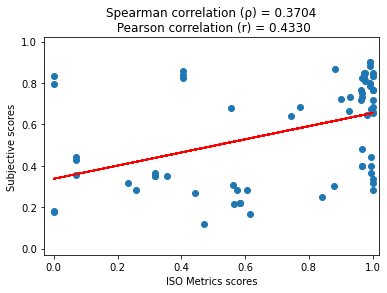 Spearman correlation (ρ) = 0.3704
Pearson correlation (r) = 0.4330
1.0
0.8
0.6
0.4
0.2
0.0
Subjective scores
0.0 0.2 0.4 0.6 0.8 1.0
ISO Metrics scores